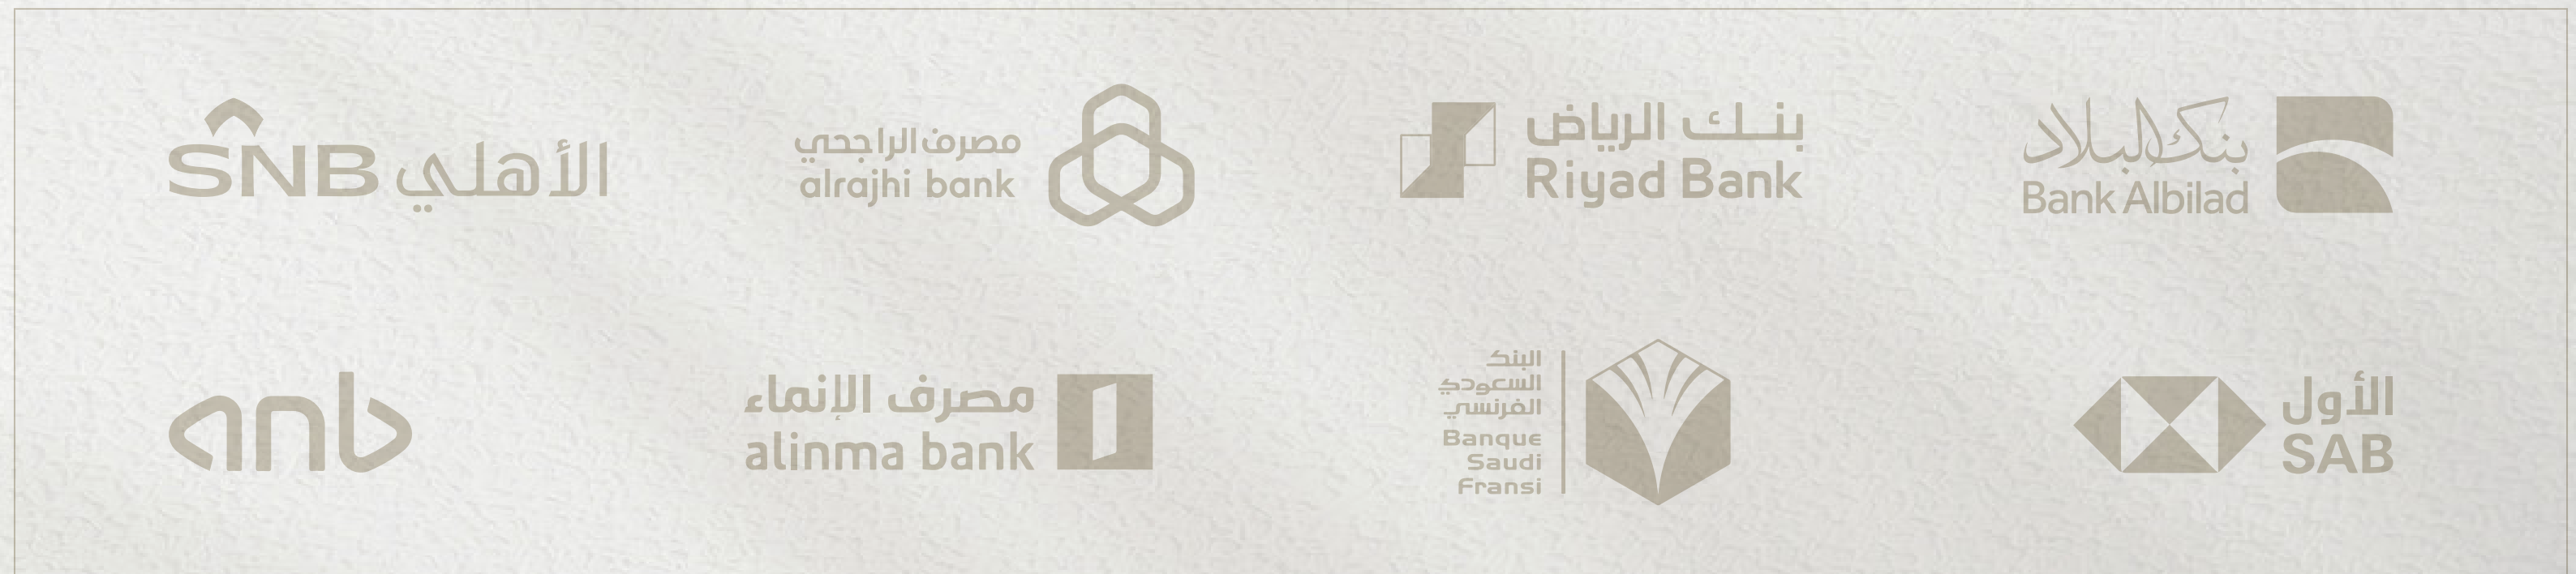 SNB الأهلي
مصرف الراجحي
alrajhi bank
بنك الرياض
Riyad Bank
بنك البلاد
Bank Albilad
anb
مصرف الإنماء
alinma bank
البنك
السعودي
الفرنسي
Banque
Saudi
Fransi
الأول
SAB